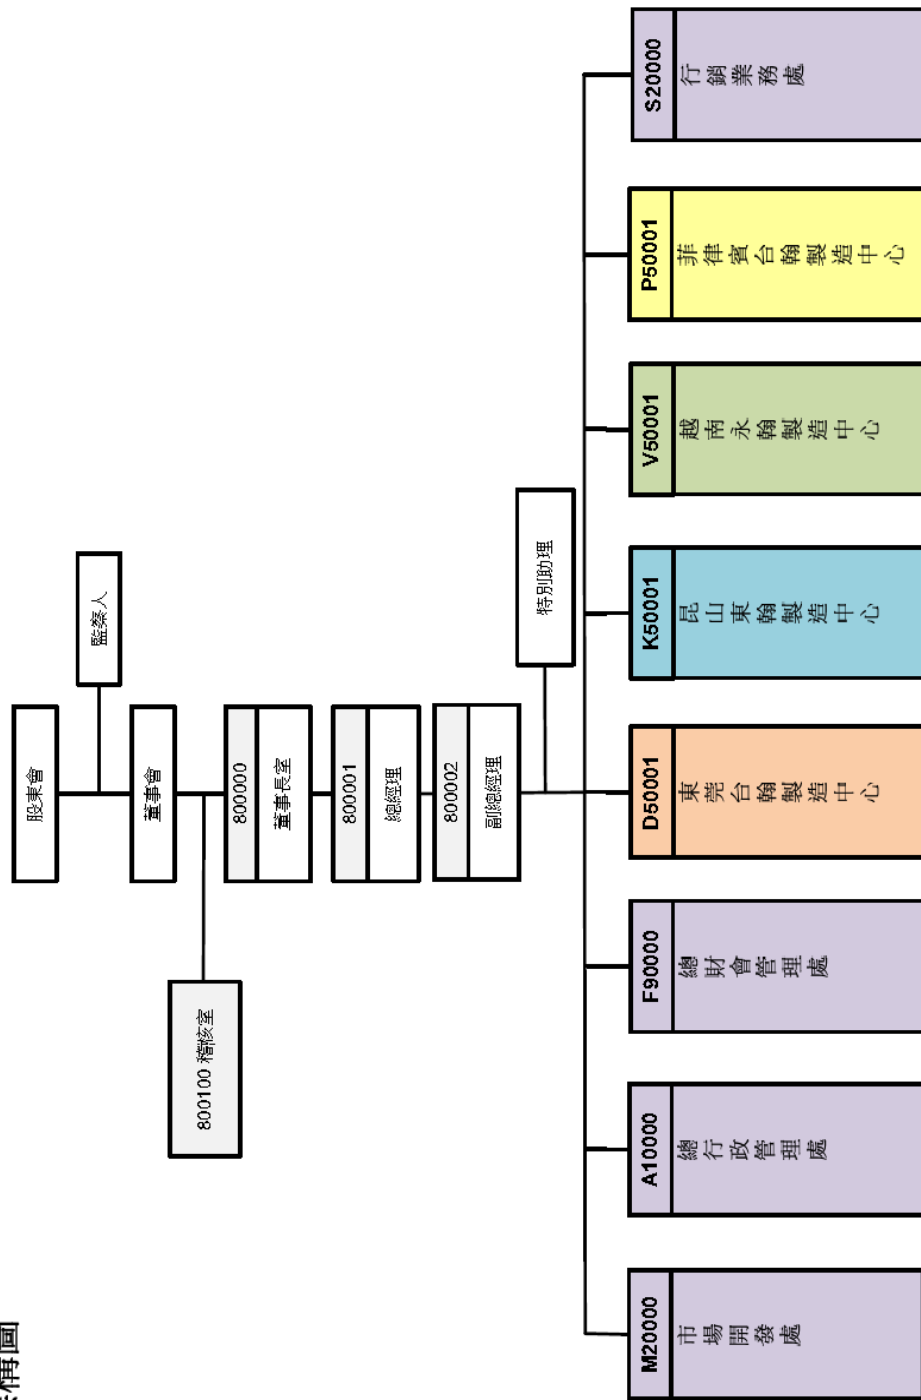 構圖
股東會
監察人
董事會
800100 稽核室
800000
董事長室
800001
總經理
800002
副總經理
特別助理
M20000
市場開發處
A10000
總行政管理處
F90000
總財會管理處
D50001
東莞台翰製造中心
K50001
昆山東翰製造中心
V50001
越南永翰製造中心
P50001
菲律賓台翰製造中心
S20000
行銷業務處